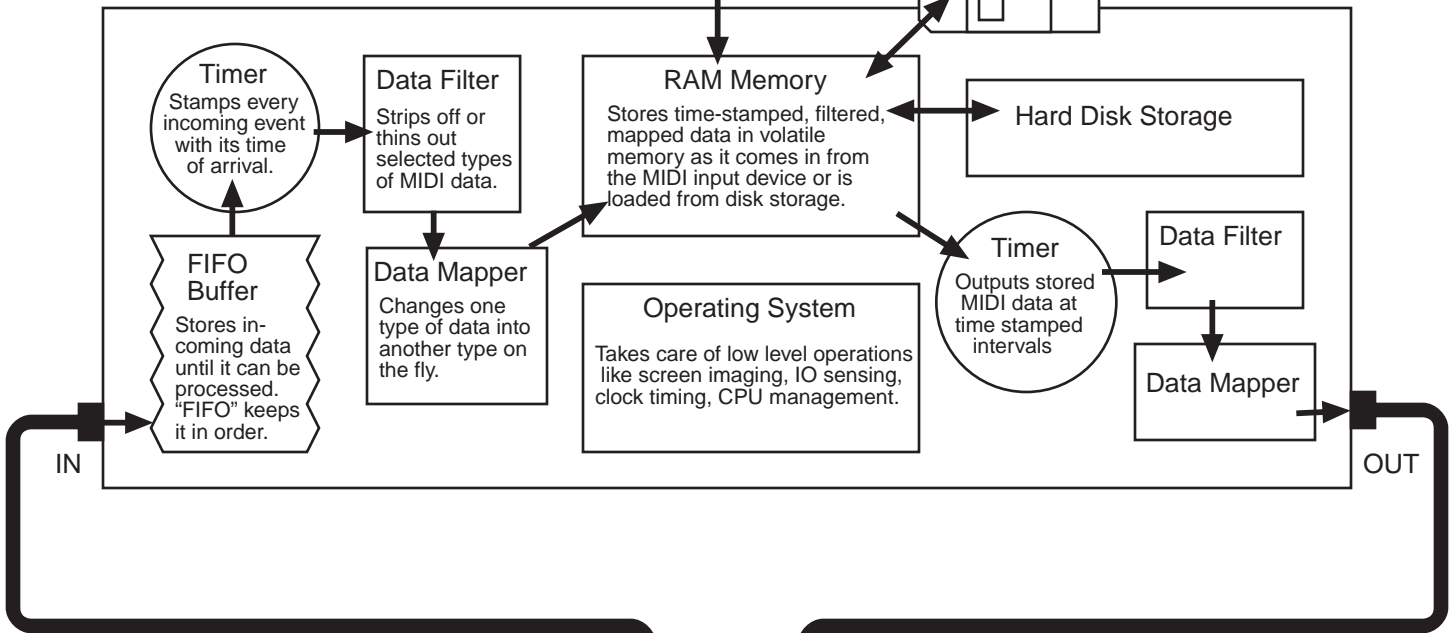 Timer
Stamps every
incoming event
with its time
of arrival.
Data Filter
Strips off or
thins out
selected types
of MIDI data.
RAM Memory
Stores time-stamped, filtered,
mapped data in volatile
memory as it comes in from
the MIDI input device or is
loaded from disk storage.
Hard Disk Storage
FIFO
Buffer
Stores in-
coming data
until it can be
processed.
“FIFO” keeps
it in order.
Data Mapper
Changes one
type of data into
another type on
the fly.
Operating System
Takes care of low level operations
like screen imaging, IO sensing,
clock timing, CPU management.
Timer
Outputs stored
MIDI data at
time stamped
intervals
Data Filter
Data Mapper
IN
OUT